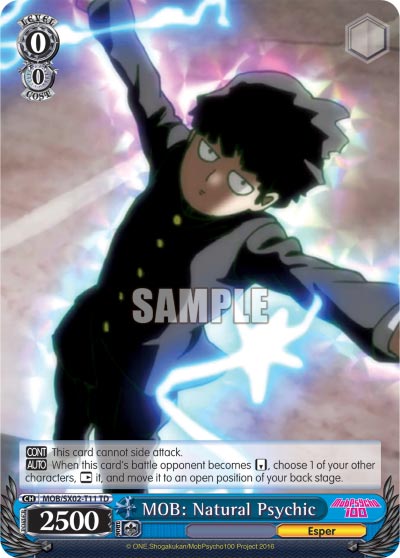 LEVEL
0
0
COST
SAMPLE
CONT This card cannot side attack.
AUTO When this card's battle opponent becomes, choose 1 of your other
characters, it, and move it to an open position of your back stage.
CH MOB/SX02-T11 TD
POWER
2500
MOB: Natural Psychic
MobPsycho
100
Esper
© ONE,Shogakukan/MobPsycho100 Project 2016